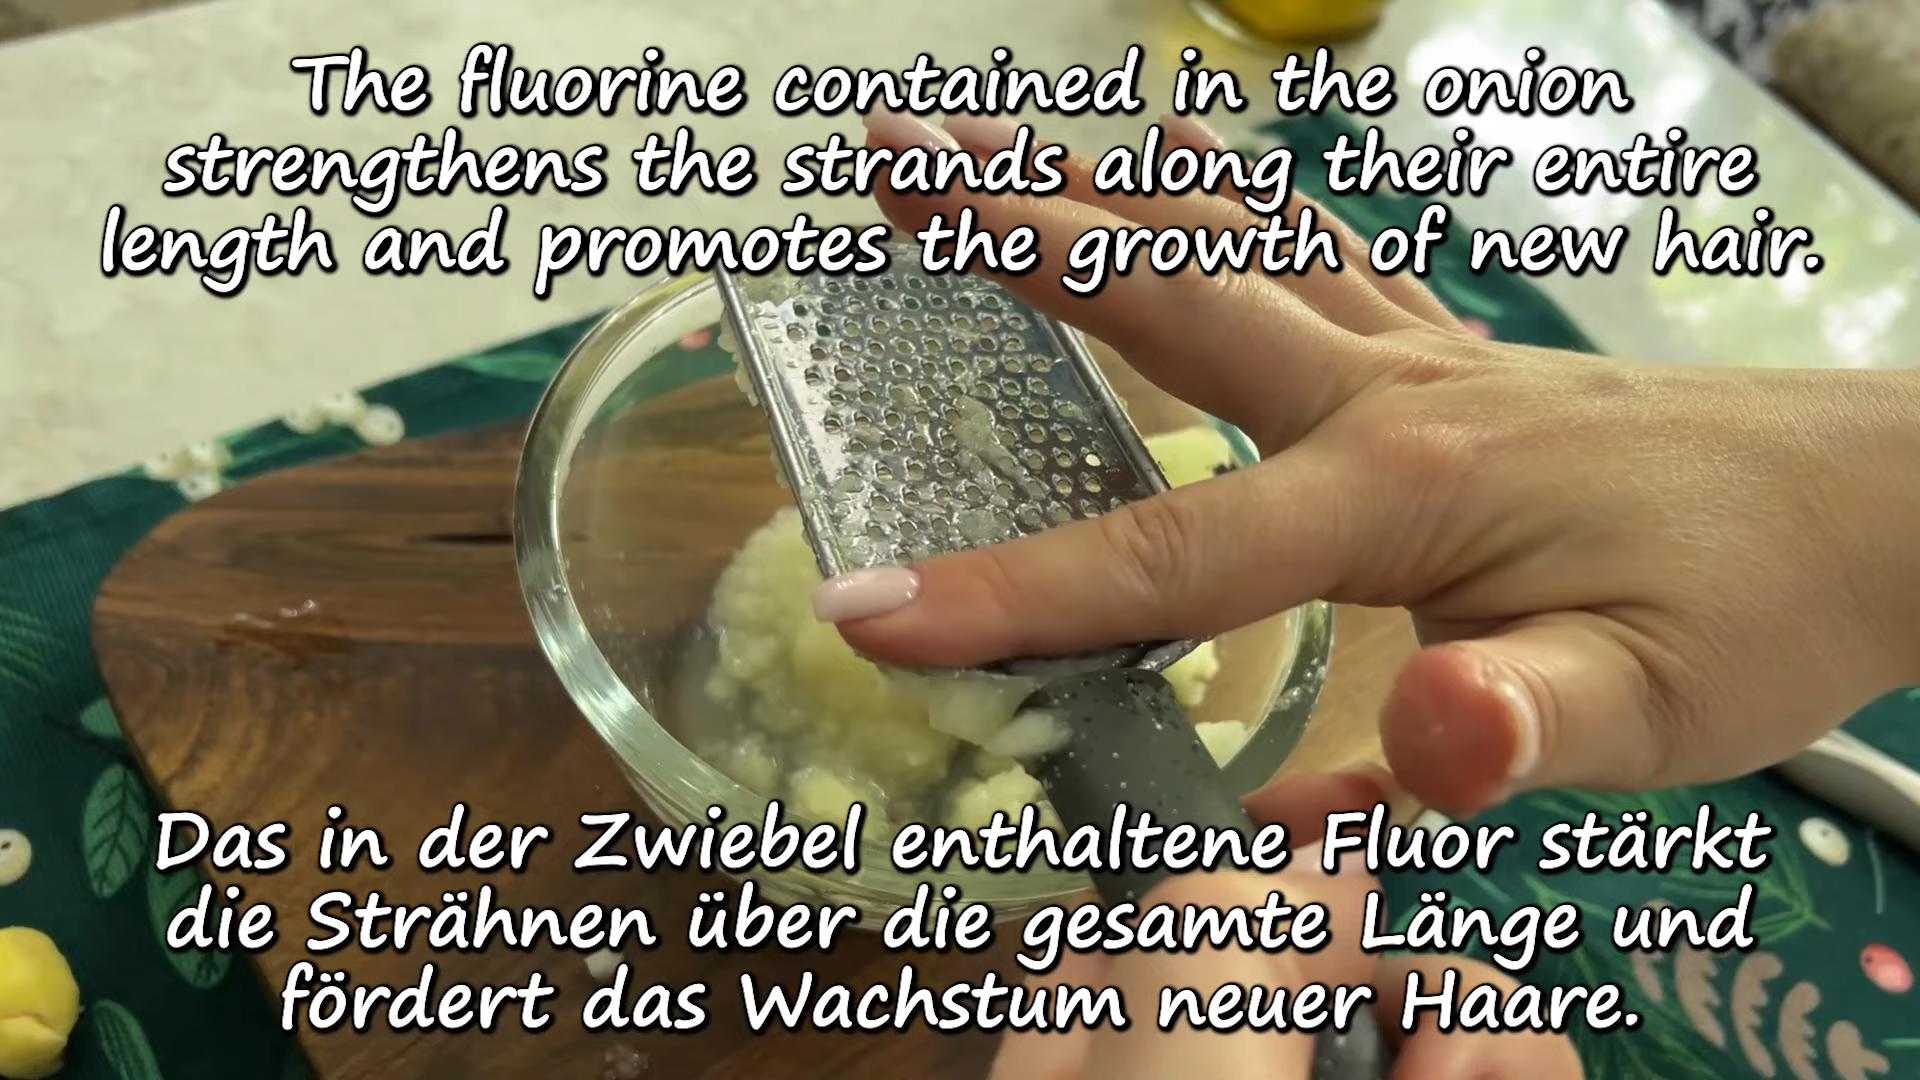 The fluorine contained in the onion
strengthens the strands along their entire
length and promotes the growth of new hair.
Das in der Zwiebel enthaltene Fluor stärkt
die Strähnen über die gesamte Länge und
fördert das Wachstum neuer Haare.